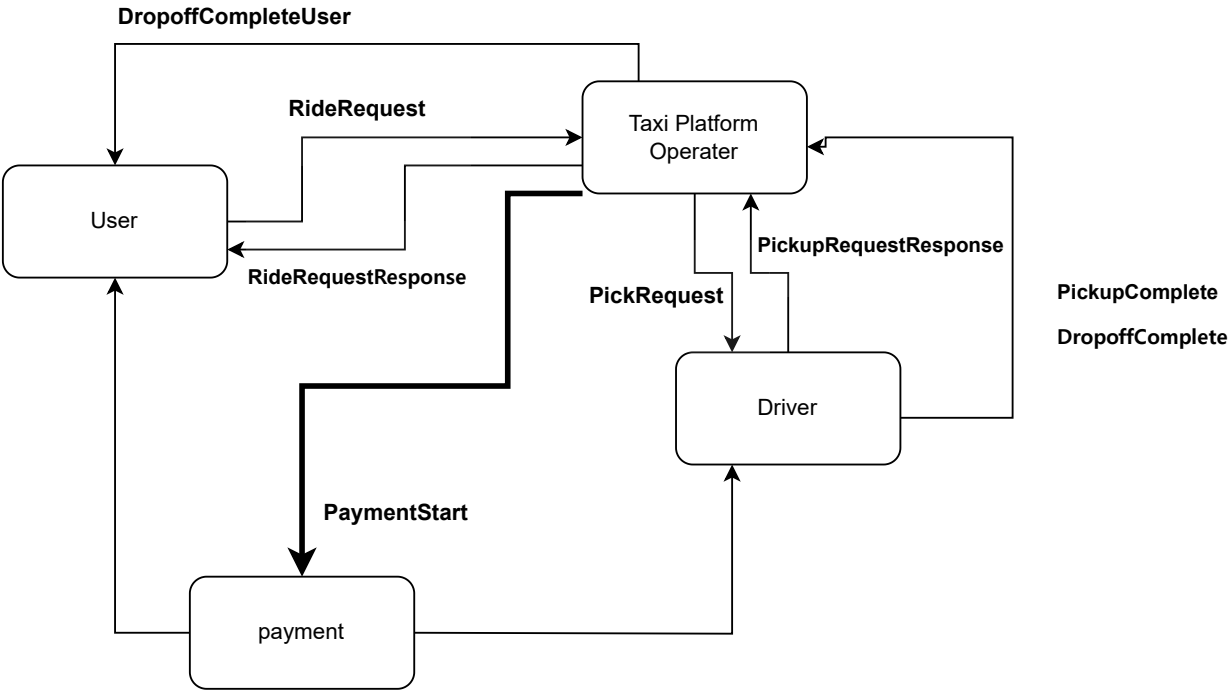 DropoffCompleteUser
RideRequest
Taxi Platform
Operater
User
PickupRequestResponse
RideRequestResponse
PickRequest
PickupComplete
DropoffComplete
Driver
PaymentStart
payment